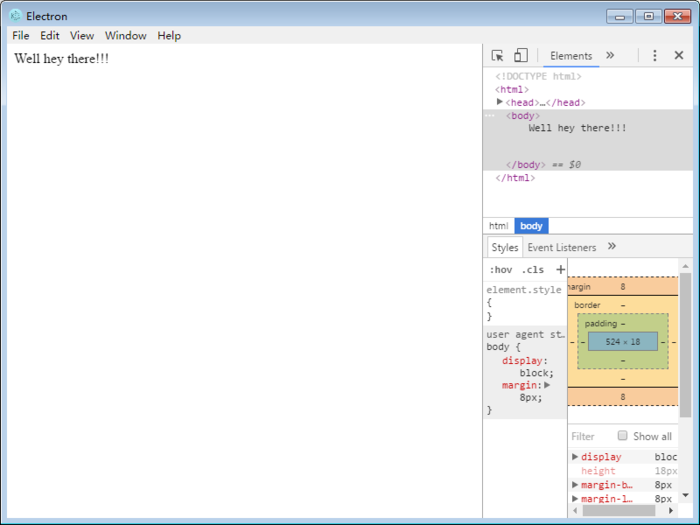 Electron
File Edit View Window Help
Well hey there!!!
Elements »
<!DOCTYPE html>
<html>
▶<head>…</head>
... <body>
Well hey there!!!
</body> == $0
</html>
html body
Styles Event Listeners »
:hov .cls +
element.style
{
}
user agent st…
body {
display:
block;
margin:▶
8px;
}
margin 8
border –
padding –
– – 524 × 18 – –
–
–
8
Filter Show all
▶display bloc
height 18px
▶margin-b… 8px
▶margin-l… 8px